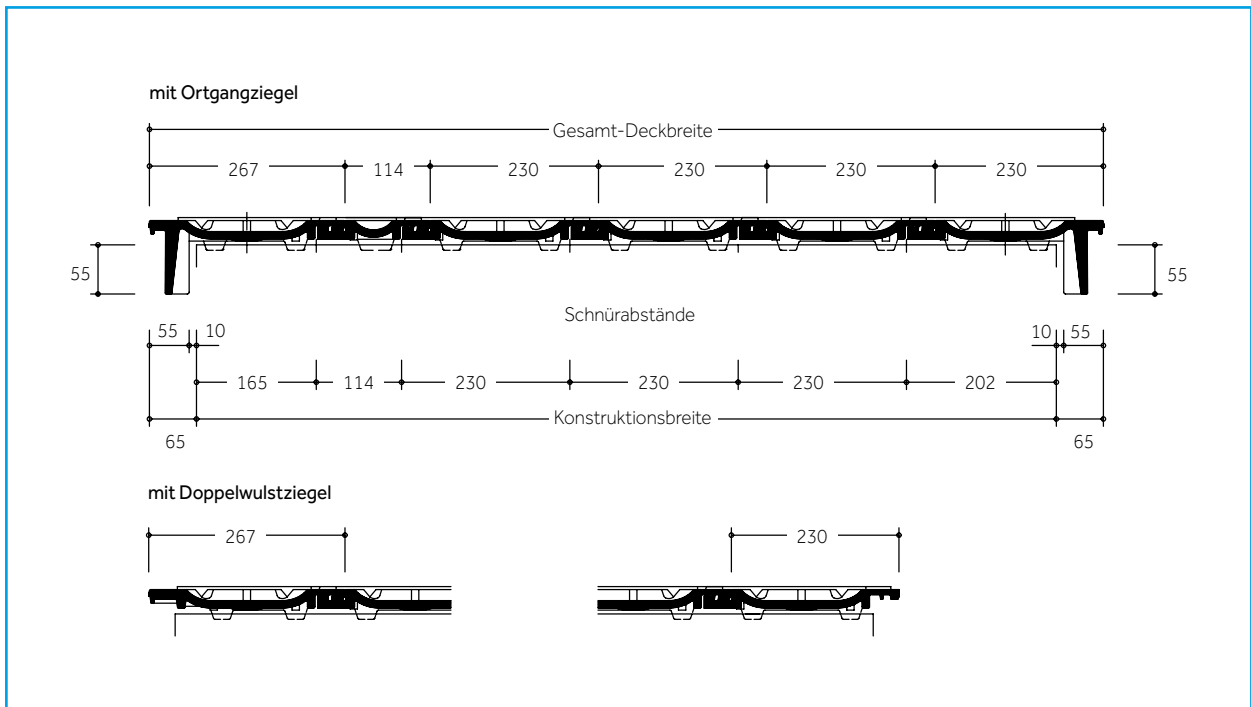 mit Ortgangziegel
Gesamt-Deckbreite
267 114 230 230 230 230
55 55
Schnürabstände
55 10 10 55
165 114 230 230 230 202
Konstruktionsbreite
65 65
mit Doppelwulstziegel
267 230